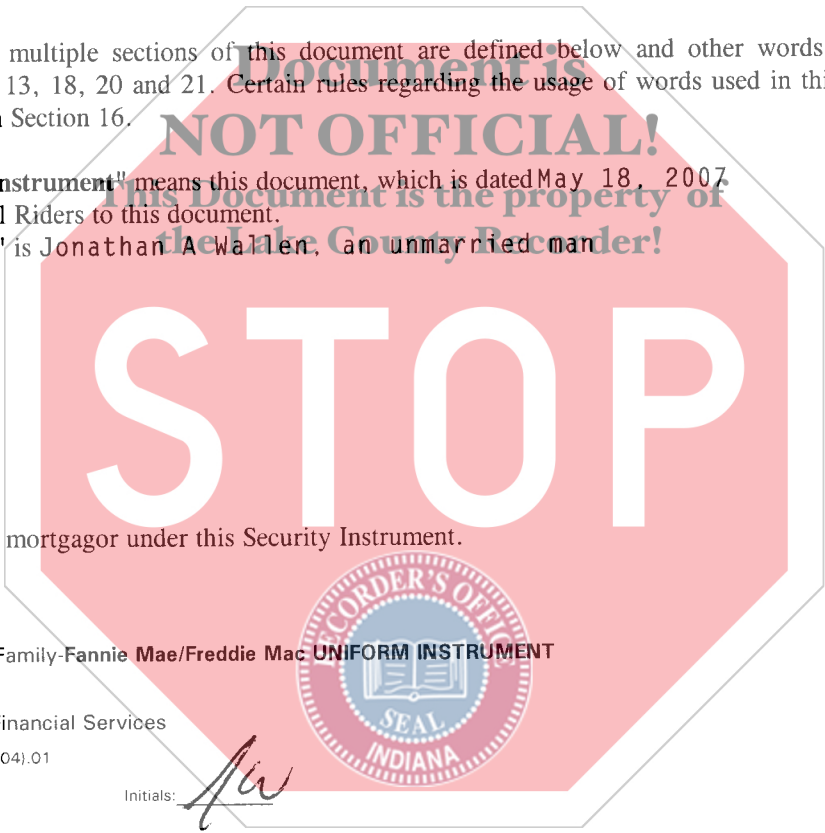 multiple sections of this document are defined below and other words
Document is
13, 18, 20 and 21. Certain rules regarding the usage of words used in thi
Section 16.
NOT OFFICIAL!
nstrument" means this document, which is dated May 18, 2007
This Document is the property of
l Riders to this document.
the Lake County Recorder!
" is Jonathan A Wallen, an unmarried man
STOP
mortgagor under this Security Instrument.
RECORDER'S OFFICE
Family-Fannie Mae/Freddie Mac UNIFORM INSTRUMENT
SEAL
inancial Services
INDIANA
04).01
Initials: JW